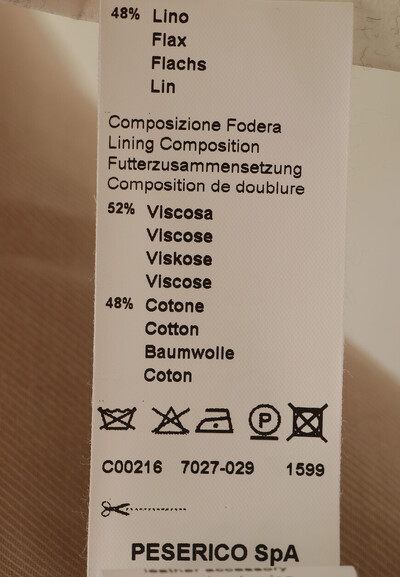 48% Lino
Flax
Flachs
Lin
Composizione Fodera
Lining Composition
Futterzusammensetzung
Composition de doublure
52% Viscosa
Viscose
Viskose
Viscose
48% Cotone
Cotton
Baumwolle
Coton
P
C00216 7027-029 1599
PESERICO SpA